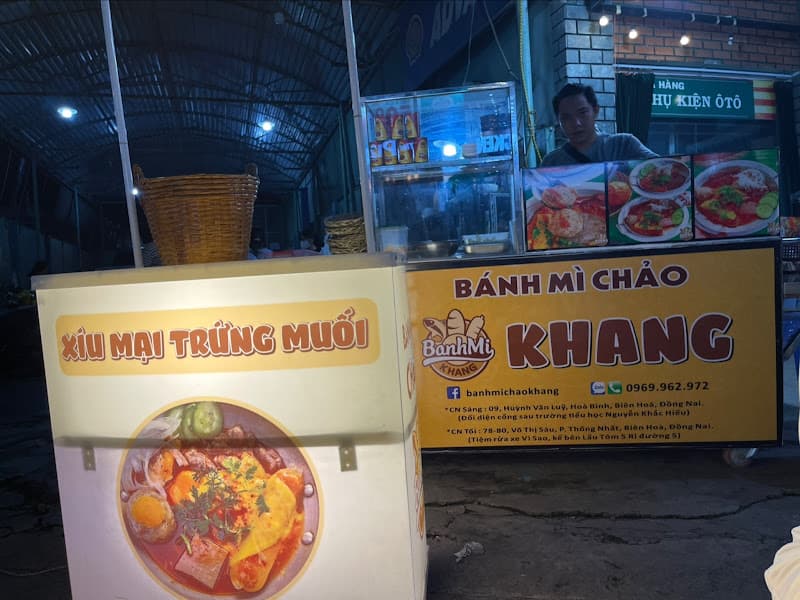 HÀNG
HỤ KIỆN ÔTÔ
XÍU MẠI TRỨNG MUỐI
BÁNH MÌ CHẢO
KHANG
BánhMì
KHANG
banhmichaokhang
0969.962.972
*CN Sáng : 09, Huỳnh Văn Luỹ, Hoà Bình, Biên Hoà, Đồng Nai.
(Đối diện cổng sau trường tiểu học Nguyễn Khắc Hiếu)
*CN Tối : 78-80, Võ Thị Sáu, P. Thống Nhất, Biên Hoà, Đồng Nai.
(Tiệm rửa xe Vì Sao, kế bên Lẩu Tôm 5 Ri đường 5)